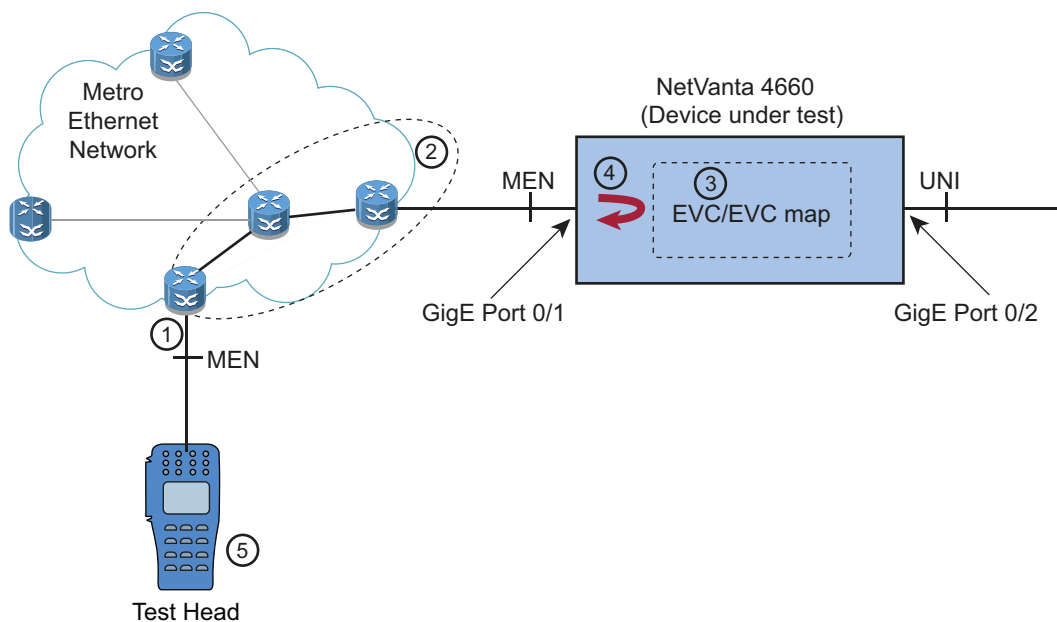 Metro
Ethernet
Network
2
NetVanta 4660
(Device under test)
MEN
4
3
EVC/EVC map
UNI
GigE Port 0/1
GigE Port 0/2
1
MEN
5
Test Head